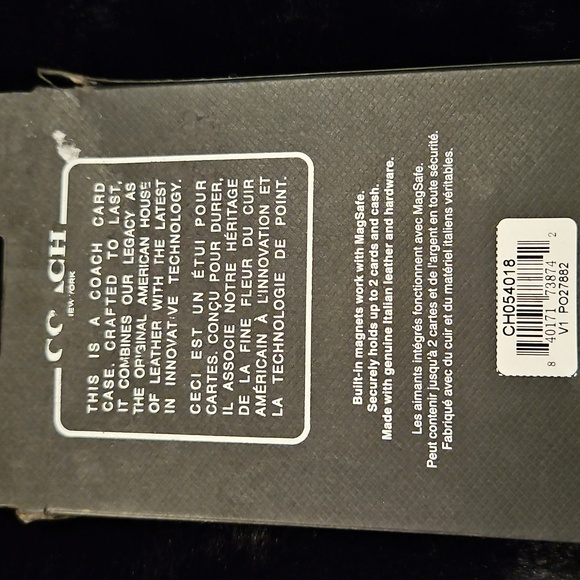 COACH
NEW YORK
THIS IS A COACH CARD
CASE, CRAFTED TO LAST,
IT COMBINES OUR LEGACY AS
THE ORIGINAL AMERICAN HOUSE
OF LEATHER WITH THE LATEST
IN INNOVATIVE TECHNOLOGY.
CECI EST UN ÉTUI POUR
CARTES. CONÇU POUR DURER,
IL ASSOCIE NOTRE HÉRITAGE
DE LA FINE FLEUR DU CUIR
AMÉRICAIN À L'INNOVATION ET
LA TECHNOLOGIE DE POINT.
Built-in magnets work with MagSafe.
Securely holds up to 2 cards and cash.
Made with genuine Italian leather and hardware.
Les aimants intégrés fonctionnent avec MagSafe.
Peut contenir jusqu'à 2 cartes et de l'argent en toute sécurité.
Fabriqué avec du cuir et du matériel italiens véritables.
CH054018
8 40171 73874 2
V1 PO27882